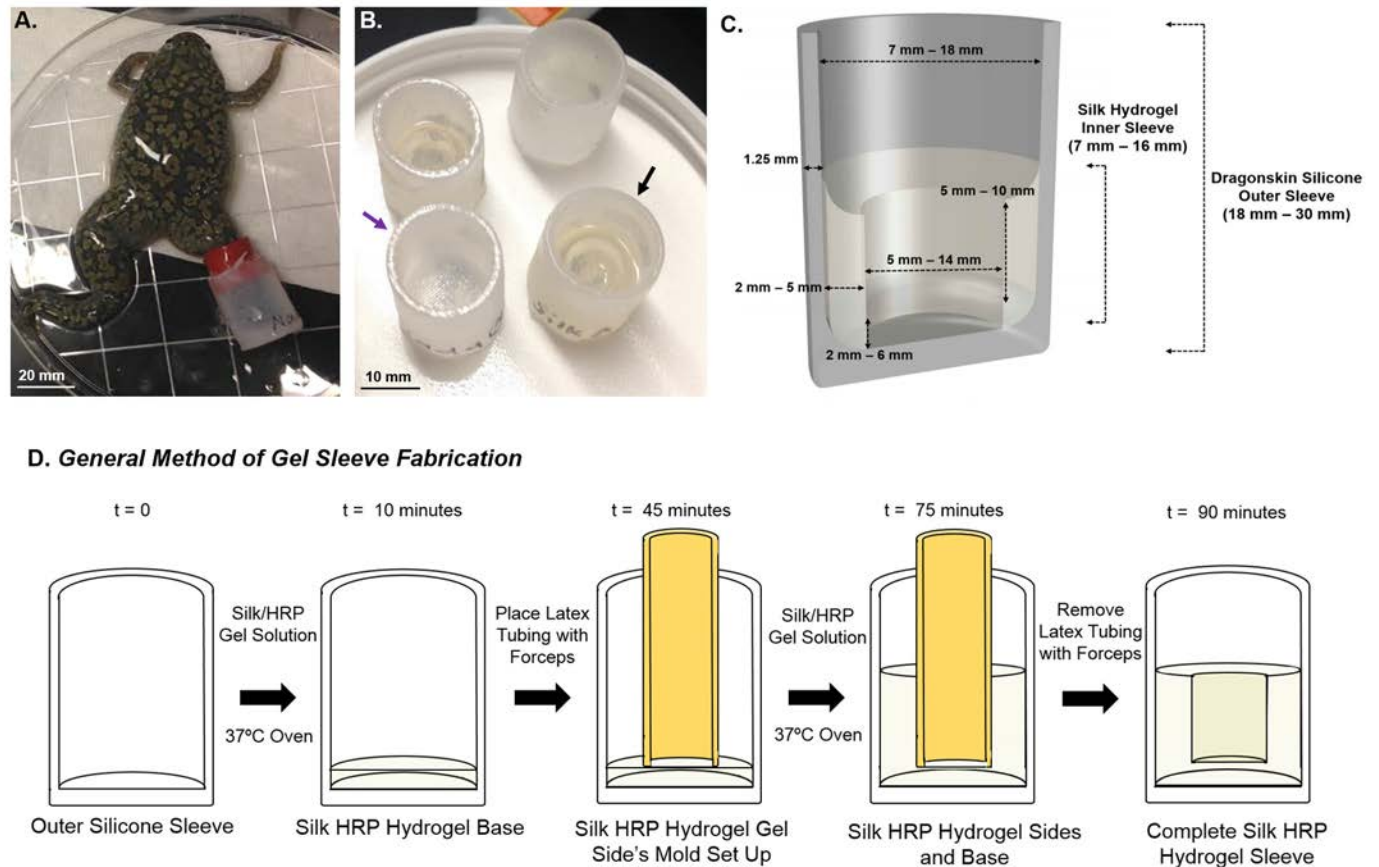 A.
20 mm
B.
10 mm
C.
7 mm – 18 mm
1.25 mm
5 mm – 10 mm
5 mm – 14 mm
2 mm – 5 mm
2 mm – 6 mm
Silk Hydrogel
Inner Sleeve
(7 mm – 16 mm)
Dragonskin Silicone
Outer Sleeve
(18 mm – 30 mm)
D. General Method of Gel Sleeve Fabrication
t = 0
t = 10 minutes
t = 45 minutes
t = 75 minutes
t = 90 minutes
Silk/HRP
Gel Solution
37ºC Oven
Place Latex
Tubing with
Forceps
Silk/HRP
Gel Solution
37ºC Oven
Remove
Latex Tubing
with Forceps
Outer Silicone Sleeve
Silk HRP Hydrogel Base
Silk HRP Hydrogel Gel
Side's Mold Set Up
Silk HRP Hydrogel Sides
and Base
Complete Silk HRP
Hydrogel Sleeve